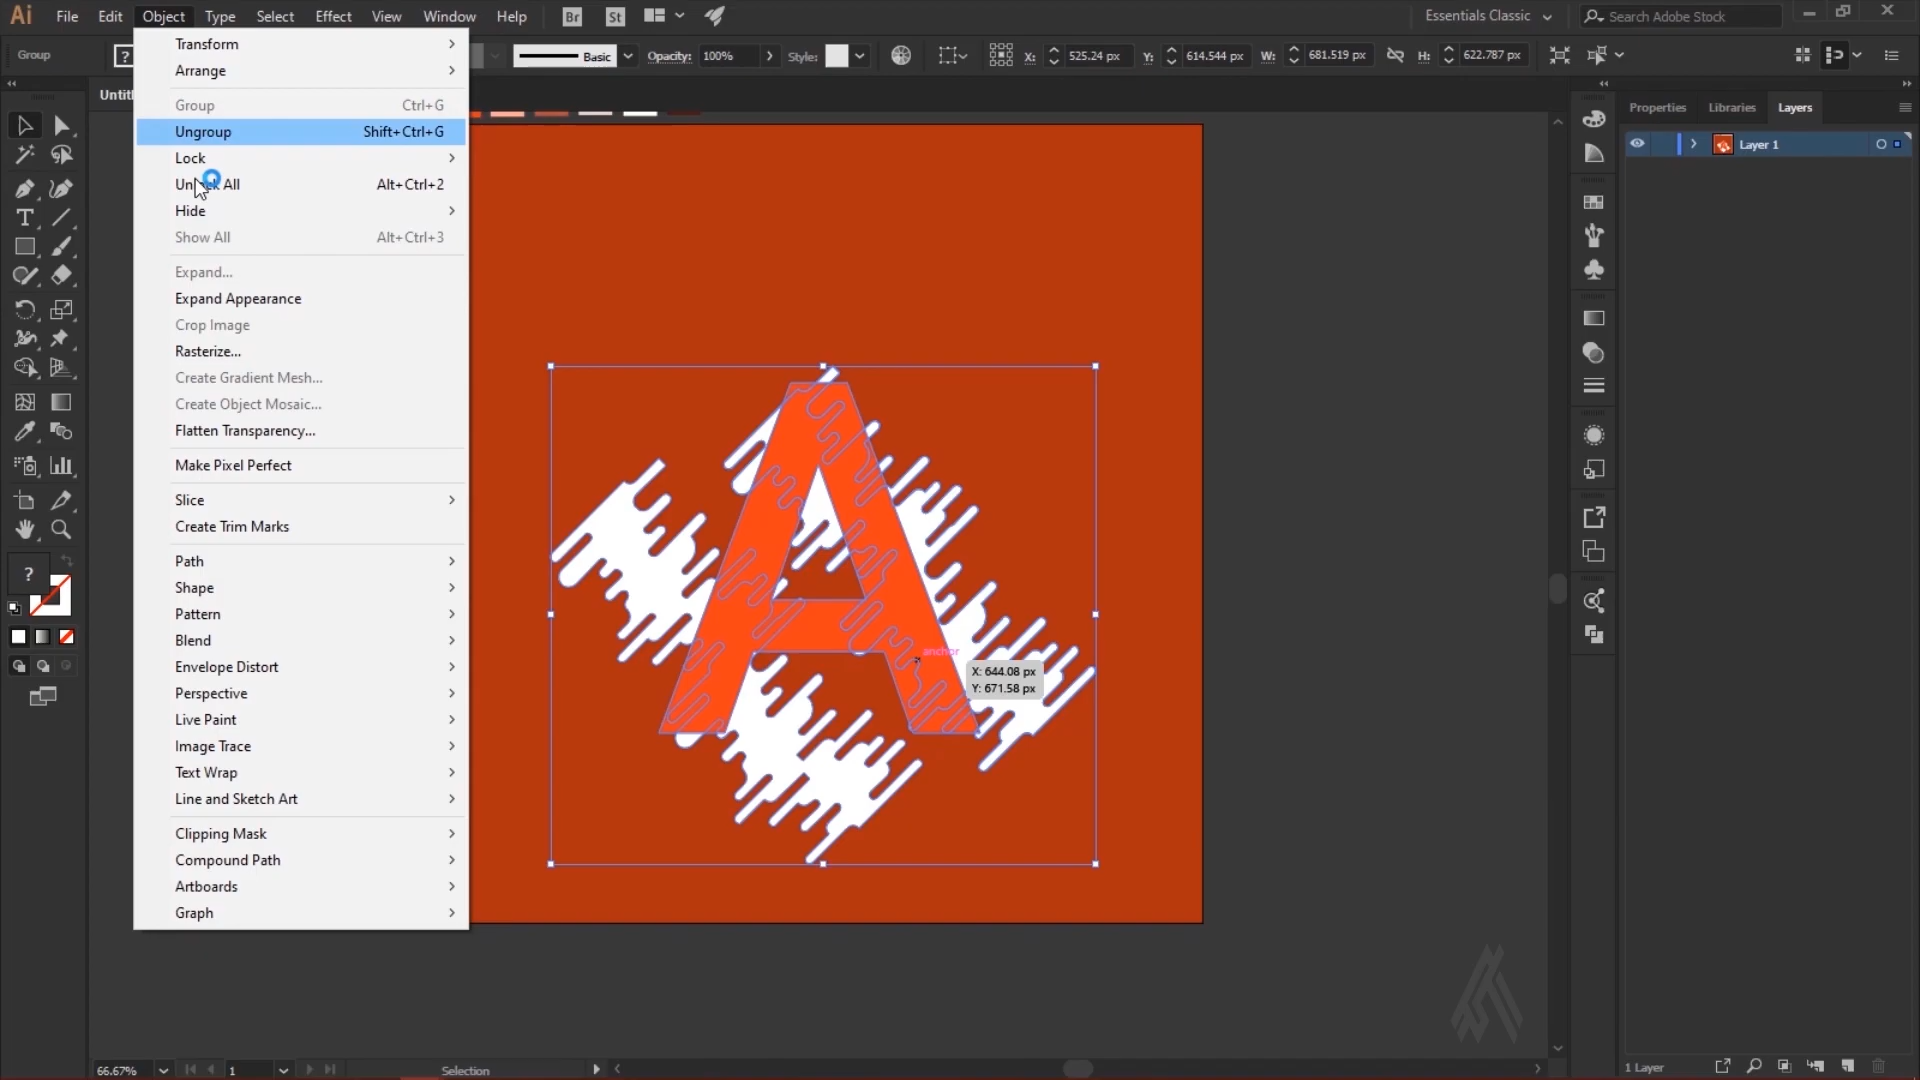 Ai File Edit Object Type Select Effect View Window Help Br St Essentials Classic Search Adobe Stock
Group ? Basic Opacity: 100% Style: X: 525.24 px Y: 614.544 px W: 681.519 px H: 622.787 px
Transform
Arrange
Group Ctrl+G
Ungroup Shift+Ctrl+G
Lock
All Alt+Ctrl+2
Hide
Show All Alt+Ctrl+3
Expand...
Expand Appearance
Crop Image
Rasterize...
Create Gradient Mesh...
Create Object Mosaic...
Flatten Transparency...
Make Pixel Perfect
Slice
Create Trim Marks
Path
Shape
Pattern
Blend
Envelope Distort
Perspective
Live Paint
Image Trace
Text Wrap
Line and Sketch Art
Clipping Mask
Compound Path
Artboards
Graph
?
A
anchor
X: 644.08 px
Y: 671.58 px
Properties Libraries Layers
Layer 1
66.67% 1 Selection
1 Layer